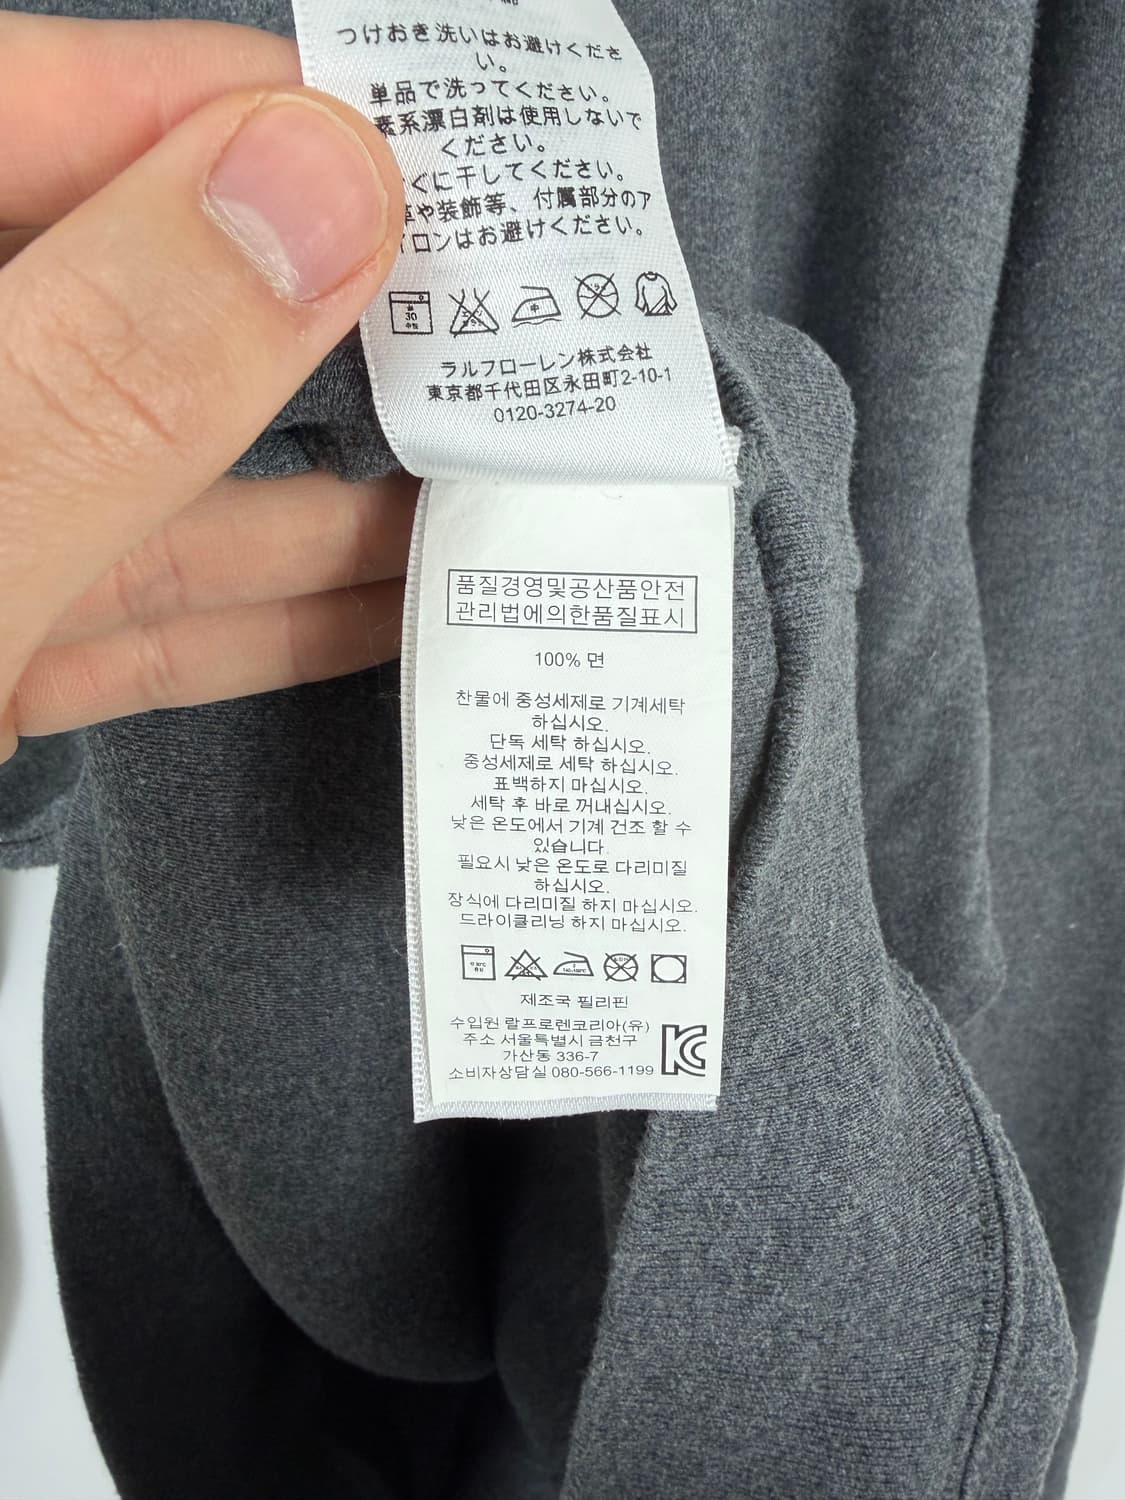 つけおき洗いはお避けくださ
い。
単品で洗ってください。
素系漂白剤は使用しないで
ください。
ぐに干してください。
革や装飾等、付属部分のア
イロンはお避けください。
30
中
ラルフローレン株式会社
東京都千代田区永田町2-10-1
0120-3274-20
품질경영및공산품안전
관리법에의한품질표시
100% 면
찬물에 중성세제로 기계세탁
하십시오.
단독 세탁 하십시오.
중성세제로 세탁 하십시오.
표백하지 마십시오.
세탁 후 바로 꺼내십시오.
낮은 온도에서 기계 건조 할 수
있습니다.
필요시 낮은 온도로 다리미질
하십시오.
장식에 다리미질 하지 마십시오.
드라이클리닝 하지 마십시오.
제조국 필리핀
수입원 랄프로렌코리아(유)
주소 서울특별시 금천구
가산동 336-7
소비자상담실 080-566-1199
KC